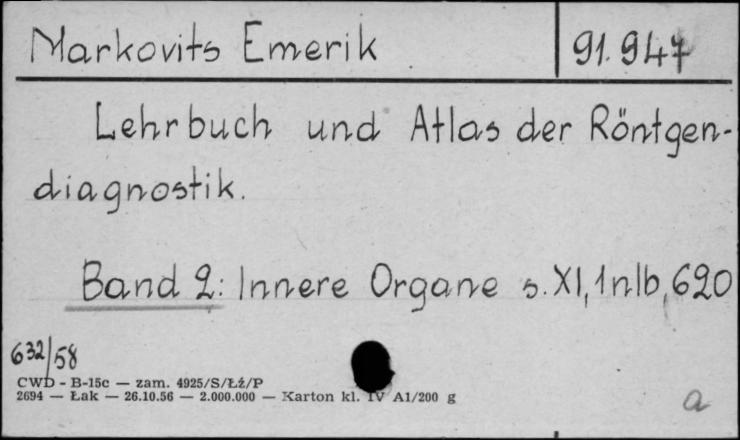 Markovits Emerik 91.947
Lehrbuch und Atlas der Röntgen-
diagnostik.
Band 2: Innere Organe s. XI, 1nlb, 620
632/58
CWD - B-15c — zam. 4925/S/Łź/P
2694 — Łak — 26.10.56 — 2.000.000 — Karton kl. IV A1/200 g
a